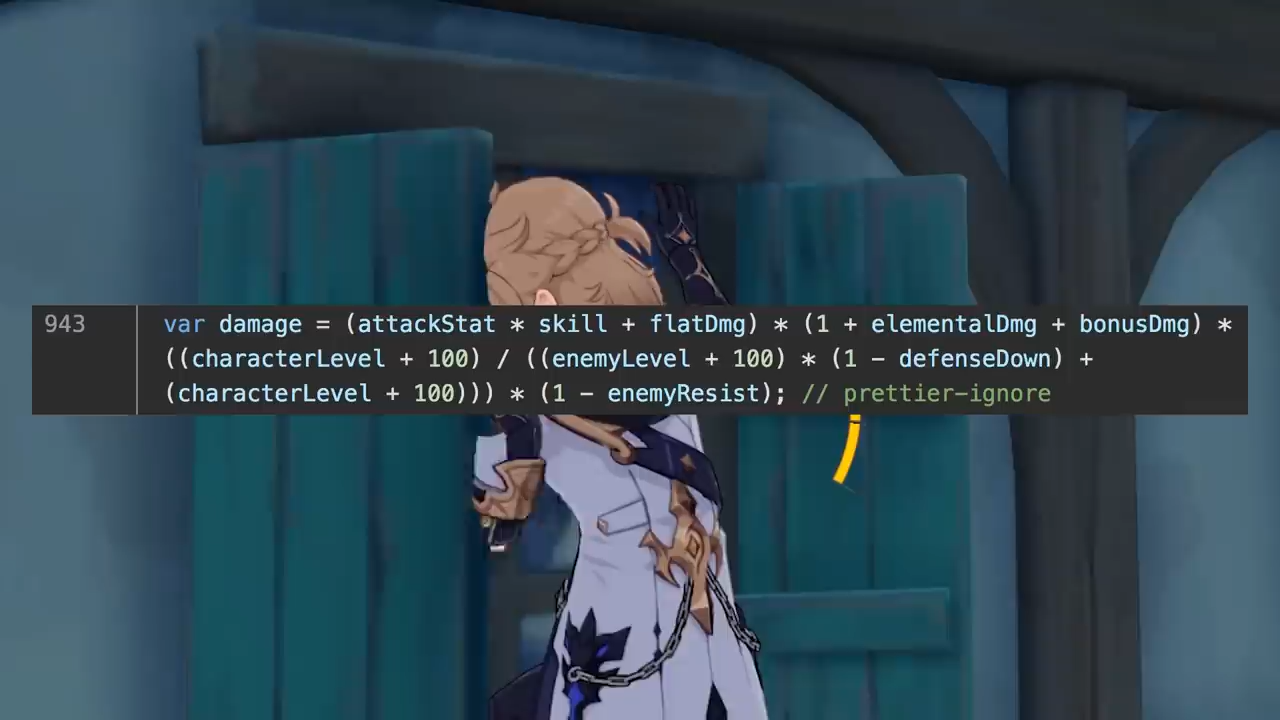 943 var damage = (attackStat * skill + flatDmg) * (1 + elementalDmg + bonusDmg) *
((characterLevel + 100) / ((enemyLevel + 100) * (1 − defenseDown) +
(characterLevel + 100))) * (1 − enemyResist); // prettier−ignore